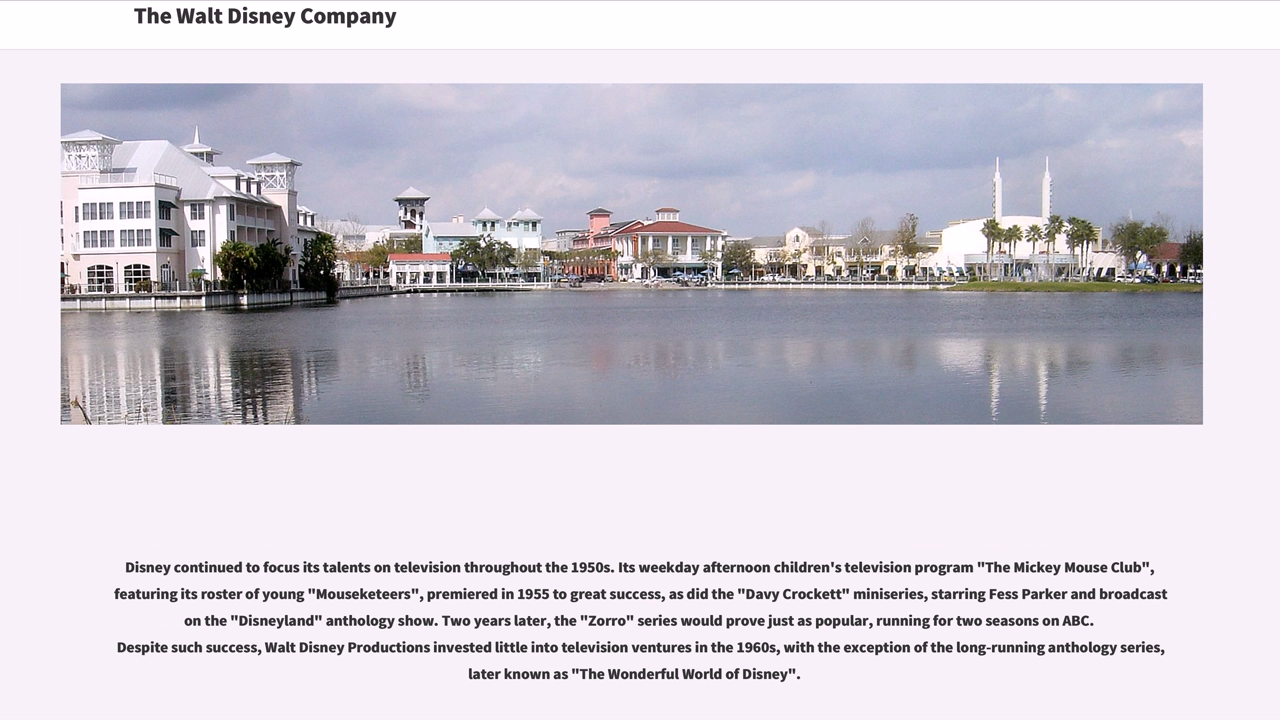 The Walt Disney Company
Disney continued to focus its talents on television throughout the 1950s. Its weekday afternoon children's television program "The Mickey Mouse Club",
featuring its roster of young "Mouseketeers", premiered in 1955 to great success, as did the "Davy Crockett" miniseries, starring Fess Parker and broadcast
on the "Disneyland" anthology show. Two years later, the "Zorro" series would prove just as popular, running for two seasons on ABC.
Despite such success, Walt Disney Productions invested little into television ventures in the 1960s, with the exception of the long-running anthology series,
later known as "The Wonderful World of Disney".